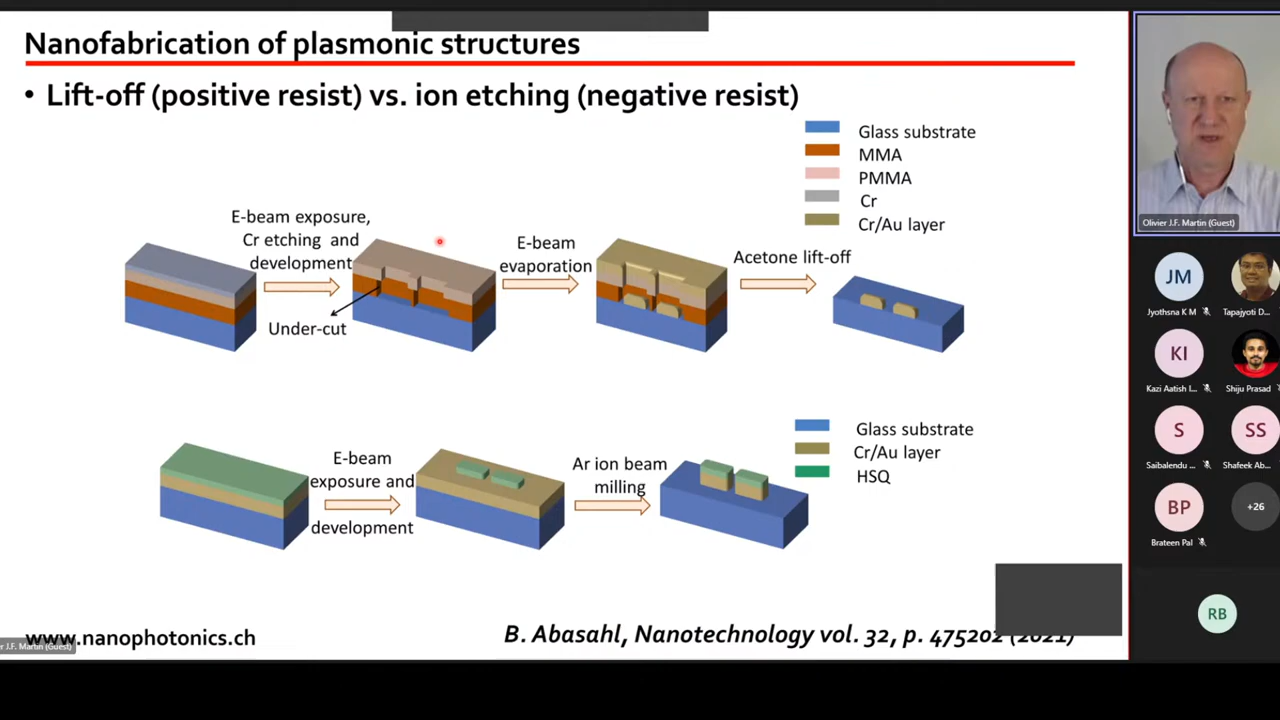 Nanofabrication of plasmonic structures
• Lift-off (positive resist) vs. ion etching (negative resist)
Glass substrate
MMA
PMMA
Cr
Cr/Au layer
E-beam exposure,
Cr etching and
development
Under-cut
E-beam
evaporation
Acetone lift-off
Glass substrate
Cr/Au layer
HSQ
E-beam
exposure and
development
Ar ion beam
milling
www.nanophotonics.ch
B. Abasahl, Nanotechnology vol. 32, p. 475202 (2021)
r J.F. Martin (Guest)
Olivier J.F. Martin (Guest)
JM
Jyothsna K M
Tapajyoti D...
KI
Kazi Aatish I...
Shiju Prasad
S
SS
Saibalendu ...
Shafeek Ab...
BP
+26
Brateen Pal
RB